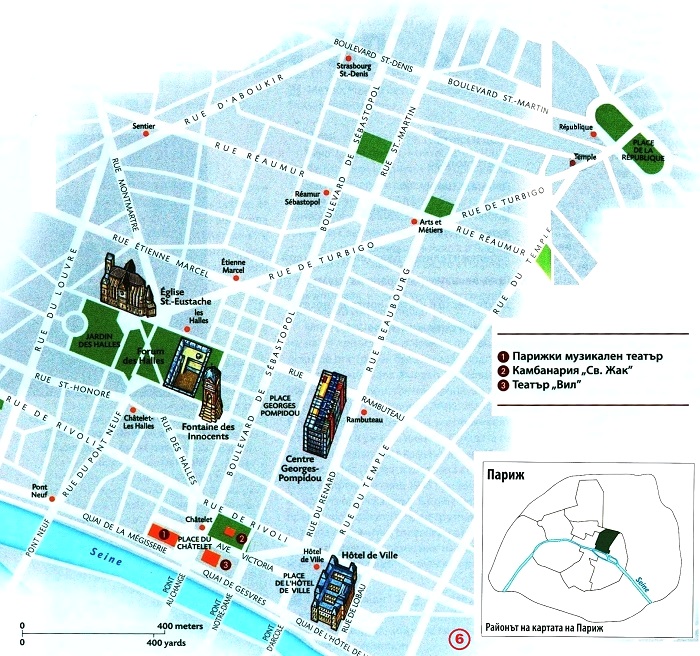 BOULEVARD ST-DENIS
Strasbourg
St.-Denis
BOULEVARD ST.-MARTIN
RUE D'ABOUKIR
BOULEVARD DE SÉBASTOPOL
RUE ST-MARTIN
Sentier
République
PLACE
DE LA
RÉPUBLIQUE
Temple
RUE RÉAUMUR
RUE MONTMARTRE
Réamur
Sébastopol
RUE DE TURBIGO
Arts et
Métiers
RUE RÉAUMUR
RUE DU TEMPLE
RUE ÉTIENNE MARCEL
Étienne
Marcel
RUE DE TURBIGO
RUE DU LOUVRE
Église
St.-Eustache
les
Halles
RUE BEAUBOURG
JARDIN
DES HALLES
Forum
des Halles
BOULEVARD DE SÉBASTOPOL
1 Парижки музикален театър
2 Камбанария „Св. Жак”
3 Театър „Вил”
RUE ST-HONORÉ
RUE RAMBUTEAU
PLACE
GEORGES
POMPIDOU
Rambuteau
Châtelet-
Les Halles
Fontaine des
Innocents
RUE DE RIVOLI
RUE DU PONT NEUF
RUE DES HALLES
Centre
Georges-
Pompidou
RUE DU TEMPLE
RUE DU RENARD
Pont
Neuf
PONT NEUF
QUAI DE LA MÉGISSERIE
Châtelet
RUE DE RIVOLI
1
2
3
PLACE DU
CHÂTELET
AVE VICTORIA
Hôtel
de Ville
Hôtel de Ville
Seine
QUAI DE GESVRES
PLACE
DE L'HÔTEL
DE VILLE
RUE DE LOBAU
PONT
AU CHANGE
PONT
NOTRE-DAME
PONT
D'ARCOLE
QUAI DE L'HÔTEL DE
0
400 meters
0
400 yards
6
Париж
Seine
Районът на картата на Париж